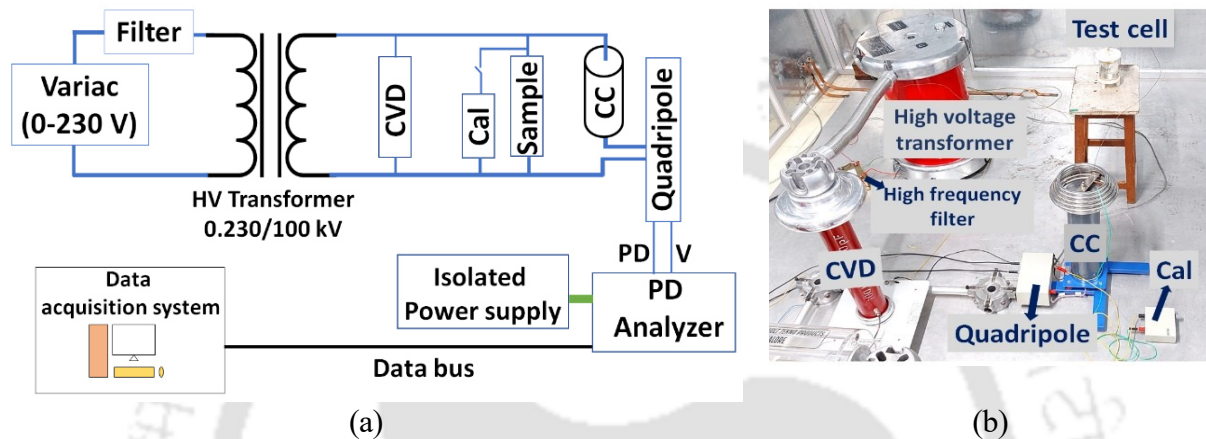 Filter
Variac
(0-230 V)
HV Transformer
0.230/100 kV
CVD
Cal
Sample
CC
Quadripole
PD V
Isolated
Power supply
PD
Analyzer
Data
acquisition system
Data bus
(a)
Test cell
High voltage
transformer
High frequency
filter
CVD
CC
Cal
Quadripole
(b)